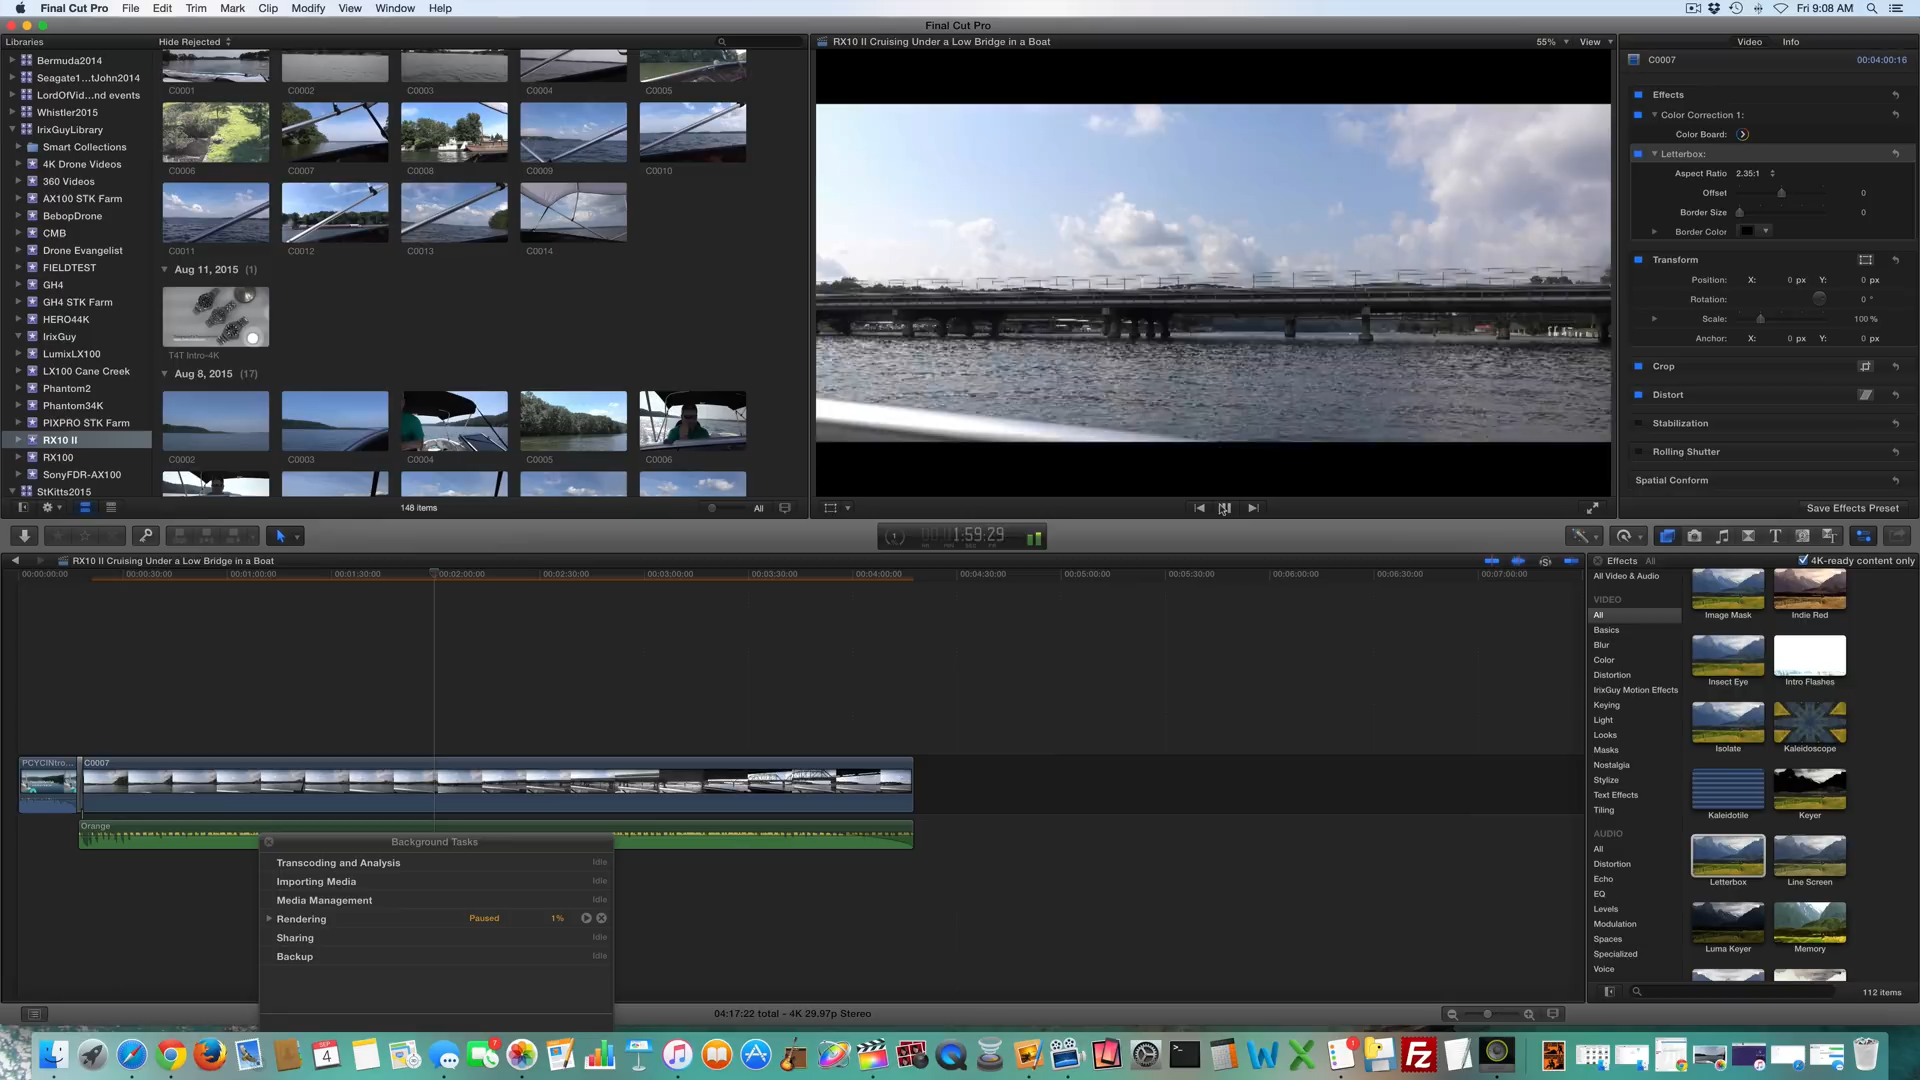 Final Cut Pro File Edit Trim Mark Clip Modify View Window Help Fri 9:08 AM
Final Cut Pro
Libraries
Hide Rejected
RX10 II Cruising Under a Low Bridge in a Boat
55% View
Video Info
Bermuda2014
Seagate1...tJohn2014
LordOfVid...nd events
Whistler2015
IrixGuyLibrary
Smart Collections
4K Drone Videos
360 Videos
AX100 STK Farm
BebopDrone
CMB
Drone Evangelist
FIELDTEST
GH4
GH4 STK Farm
HERO44K
IrixGuy
LumixLX100
LX100 Cane Creek
Phantom2
Phantom34K
PIXPRO STK Farm
RX10 II
RX100
SonyFDR-AX100
StKitts2015
C0001 C0002 C0003 C0004 C0005
C0006 C0007 C0008 C0009 C0010
C0011 C0012 C0013 C0014
Aug 11, 2015 (1)
T4T Intro-4K
Aug 8, 2015 (17)
C0002 C0003 C0004 C0005 C0006
148 items
All
C0007 00:04:00:16
Effects
Color Correction 1:
Color Board:
Letterbox:
Aspect Ratio 2.35:1
Offset 0
Border Size 0
Border Color
Transform
Position: X: 0 px Y: 0 px
Rotation: 0 °
Scale: 100 %
Anchor: X: 0 px Y: 0 px
Crop
Distort
Stabilization
Rolling Shutter
Spatial Conform
Save Effects Preset
1:59:29
RX10 II Cruising Under a Low Bridge in a Boat
00:00:00:00 00:00:30:00 00:01:00:00 00:01:30:00 00:02:00:00 00:02:30:00 00:03:00:00 00:03:30:00 00:04:00:00 00:04:30:00 00:05:00:00 00:05:30:00 00:06:00:00 00:06:30:00 00:07:00:00
PCYCINtro...
C0007
Orange
Background Tasks
Transcoding and Analysis Idle
Importing Media Idle
Media Management Idle
Rendering Paused 1%
Sharing Idle
Backup Idle
04:17:22 total - 4K 29.97p Stereo
Effects All
4K-ready content only
All Video & Audio
VIDEO
All
Basics
Blur
Color
Distortion
IrixGuy Motion Effects
Keying
Light
Looks
Masks
Nostalgia
Stylize
Text Effects
Tiling
AUDIO
All
Distortion
Echo
EQ
Levels
Modulation
Spaces
Specialized
Voice
Image Mask Indie Red
Insect Eye Intro Flashes
Isolate Kaleidoscope
Kaleidotile Keyer
Letterbox Line Screen
Luma Keyer Memory
112 items
SEP
4
7
1
FZ